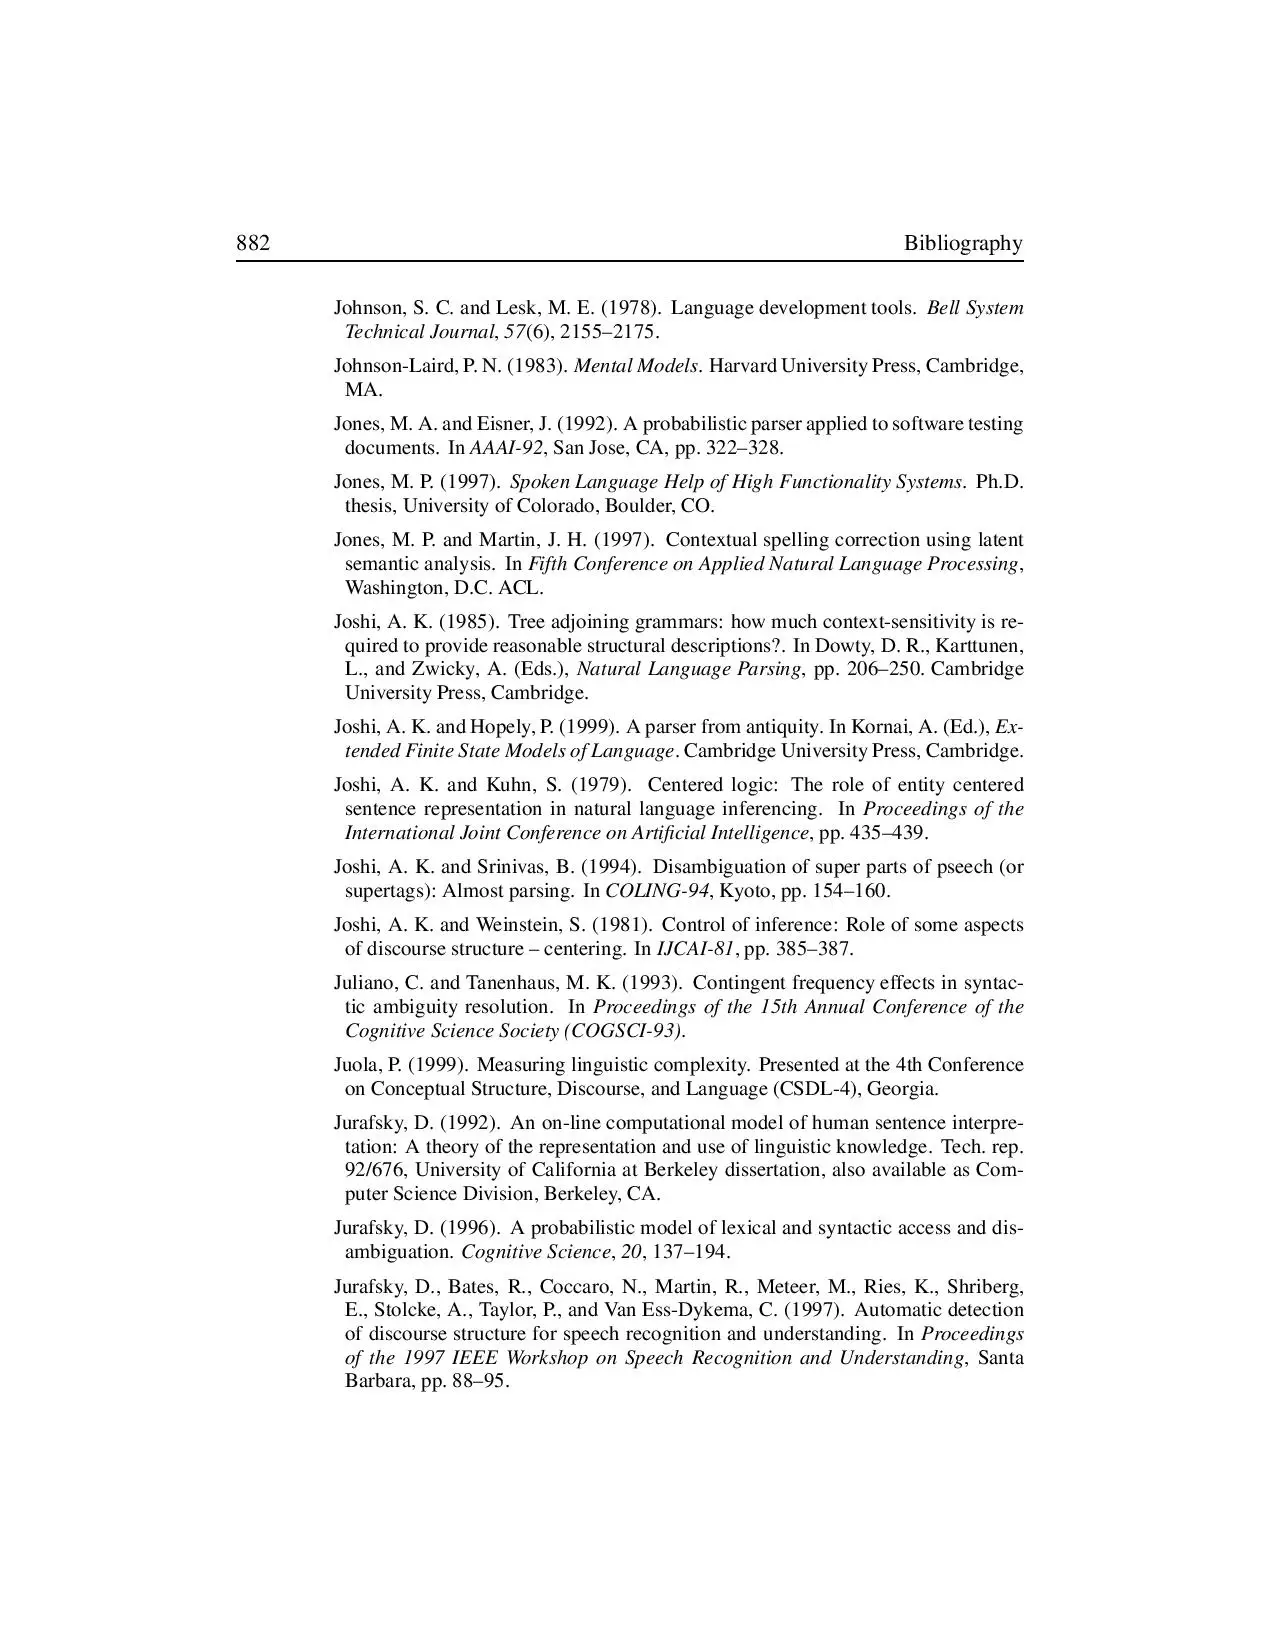 882 Bibliography
Johnson, S. C. and Lesk, M. E. (1978). Language development tools. Bell System
Technical Journal, 57(6), 2155–2175.
Johnson-Laird, P. N. (1983). Mental Models. Harvard University Press, Cambridge,
MA.
Jones, M. A. and Eisner, J. (1992). A probabilistic parser applied to software testing
documents. In AAAI-92, San Jose, CA, pp. 322–328.
Jones, M. P. (1997). Spoken Language Help of High Functionality Systems. Ph.D.
thesis, University of Colorado, Boulder, CO.
Jones, M. P. and Martin, J. H. (1997). Contextual spelling correction using latent
semantic analysis. In Fifth Conference on Applied Natural Language Processing,
Washington, D.C. ACL.
Joshi, A. K. (1985). Tree adjoining grammars: how much context-sensitivity is re-
quired to provide reasonable structural descriptions?. In Dowty, D. R., Karttunen,
L., and Zwicky, A. (Eds.), Natural Language Parsing, pp. 206–250. Cambridge
University Press, Cambridge.
Joshi, A. K. and Hopely, P. (1999). A parser from antiquity. In Kornai, A. (Ed.), Ex-
tended Finite State Models of Language. Cambridge University Press, Cambridge.
Joshi, A. K. and Kuhn, S. (1979). Centered logic: The role of entity centered
sentence representation in natural language inferencing. In Proceedings of the
International Joint Conference on Artificial Intelligence, pp. 435–439.
Joshi, A. K. and Srinivas, B. (1994). Disambiguation of super parts of pseech (or
supertags): Almost parsing. In COLING-94, Kyoto, pp. 154–160.
Joshi, A. K. and Weinstein, S. (1981). Control of inference: Role of some aspects
of discourse structure – centering. In IJCAI-81, pp. 385–387.
Juliano, C. and Tanenhaus, M. K. (1993). Contingent frequency effects in syntac-
tic ambiguity resolution. In Proceedings of the 15th Annual Conference of the
Cognitive Science Society (COGSCI-93).
Juola, P. (1999). Measuring linguistic complexity. Presented at the 4th Conference
on Conceptual Structure, Discourse, and Language (CSDL-4), Georgia.
Jurafsky, D. (1992). An on-line computational model of human sentence interpre-
tation: A theory of the representation and use of linguistic knowledge. Tech. rep.
92/676, University of California at Berkeley dissertation, also available as Com-
puter Science Division, Berkeley, CA.
Jurafsky, D. (1996). A probabilistic model of lexical and syntactic access and dis-
ambiguation. Cognitive Science, 20, 137–194.
Jurafsky, D., Bates, R., Coccaro, N., Martin, R., Meteer, M., Ries, K., Shriberg,
E., Stolcke, A., Taylor, P., and Van Ess-Dykema, C. (1997). Automatic detection
of discourse structure for speech recognition and understanding. In Proceedings
of the 1997 IEEE Workshop on Speech Recognition and Understanding, Santa
Barbara, pp. 88–95.